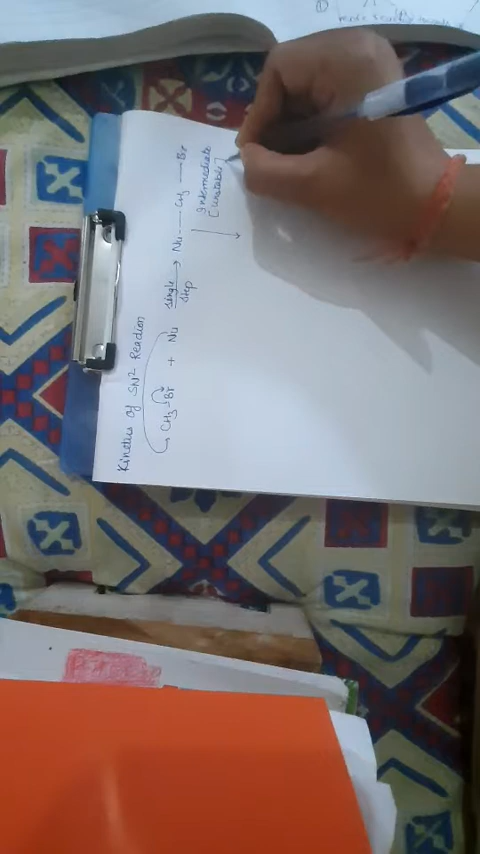 Kinetics of SN² Reaction
CH₃-Br + Nu single step → Nu---CH₃---Br
Intermediate
[unstable]